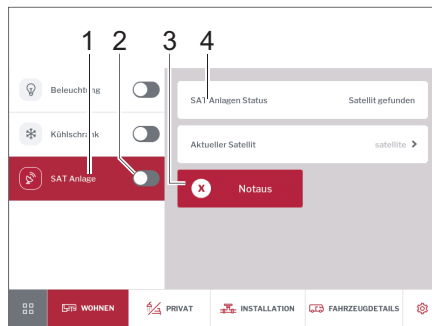 1 2 3 4
Beleuchtung
SAT Anlagen Status Satellit gefunden
Kühlschrank
Aktueller Satellit satellite
SAT Anlage
X Notaus
WOHNEN PRIVAT INSTALLATION FAHRZEUGDETAILS